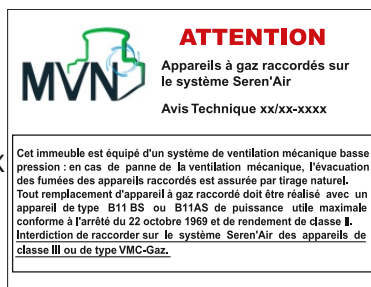 ATTENTION
MVN
Appareils à gaz raccordés sur
le système Seren'Air
Avis Technique xx/xx-xxxx
Cet immeuble est équipé d'un système de ventilation mécanique basse
pression : en cas de panne de la ventilation mécanique, l'évacuation
des fumées des appareils raccordés est assurée par tirage naturel.
Tout remplacement d'appareil à gaz raccordé doit être réalisé avec un
appareil de type B11 BS ou B11AS de puissance utile maximale
conforme à l'arrêté du 22 octobre 1969 et de rendement de classe II.
Interdiction de raccorder sur le système Seren'Air des appareils de
classe III ou de type VMC-Gaz.